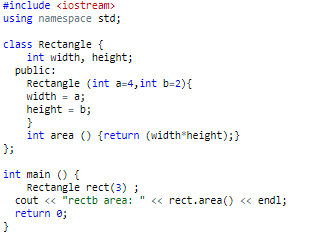 #include <iostream>
using namespace std;
class Rectangle {
int width, height;
public:
Rectangle (int a=4,int b=2){
width = a;
height = b;
}
int area () {return (width*height);}
};
int main () {
Rectangle rect(3) ;
cout << "rectb area: " << rect.area() << endl;
return 0;
}